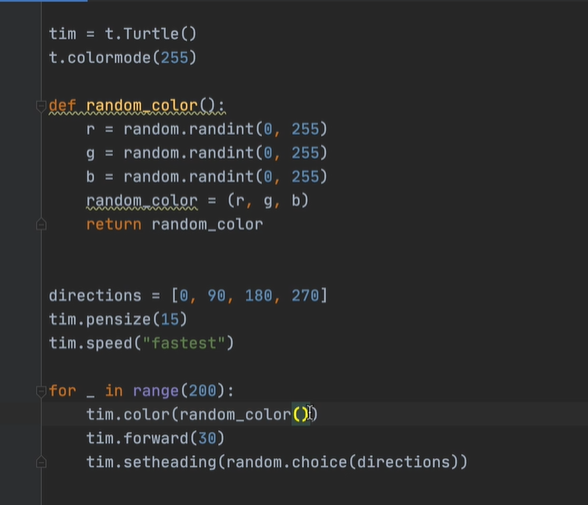 tim = t.Turtle()
t.colormode(255)
def random_color():
    r = random.randint(0, 255)
    g = random.randint(0, 255)
    b = random.randint(0, 255)
    random_color = (r, g, b)
    return random_color
directions = [0, 90, 180, 270]
tim.pensize(15)
tim.speed("fastest")
for _ in range(200):
    tim.color(random_color())
    tim.forward(30)
    tim.setheading(random.choice(directions))